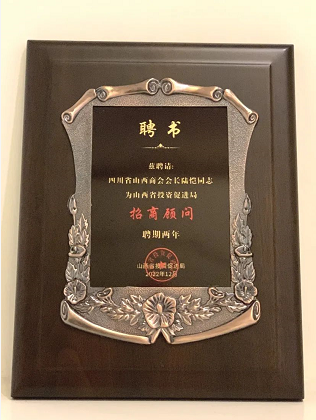 聘书
兹聘请:
四川省山西商会会长陆恺同志
为山西省投资促进局
招商顾问
聘期两年
山西省投资促进局
2022年12月